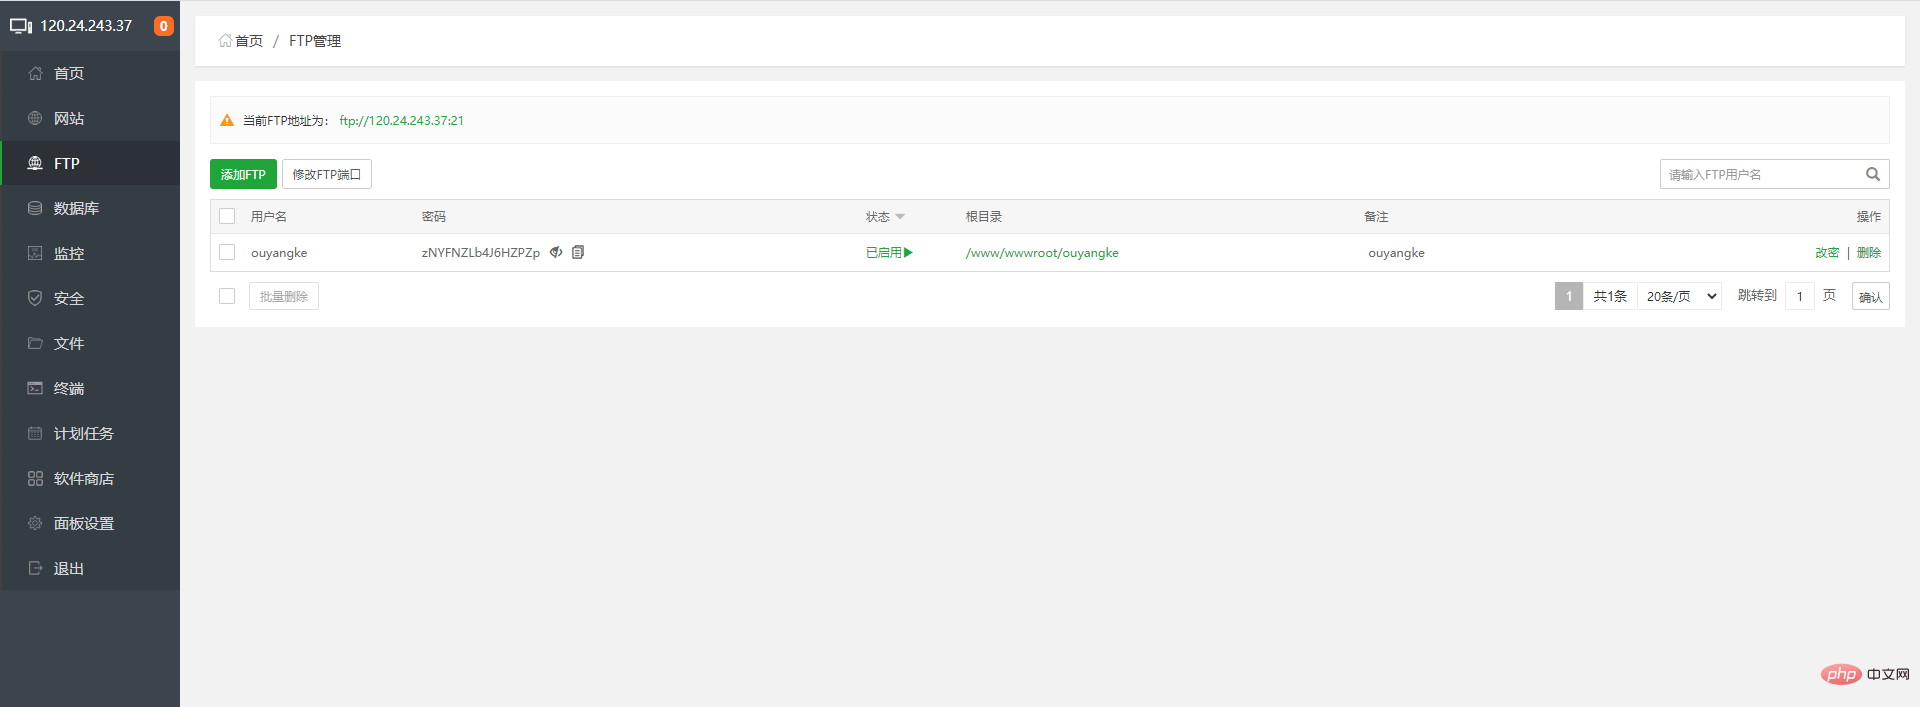 120.24.243.37 0
首页
网站
FTP
数据库
监控
安全
文件
终端
计划任务
软件商店
面板设置
退出
首页 / FTP管理
当前FTP地址为： ftp://120.24.243.37:21
添加FTP 修改FTP端口 请输入FTP用户名
用户名 密码 状态 根目录 备注 操作
ouyangke zNYFNZLb4J6HZPZp 已启用 /www/wwwroot/ouyangke ouyangke 改密 | 删除
批量删除 1 共1条 20条/页 跳转到 1 页 确认
php 中文网